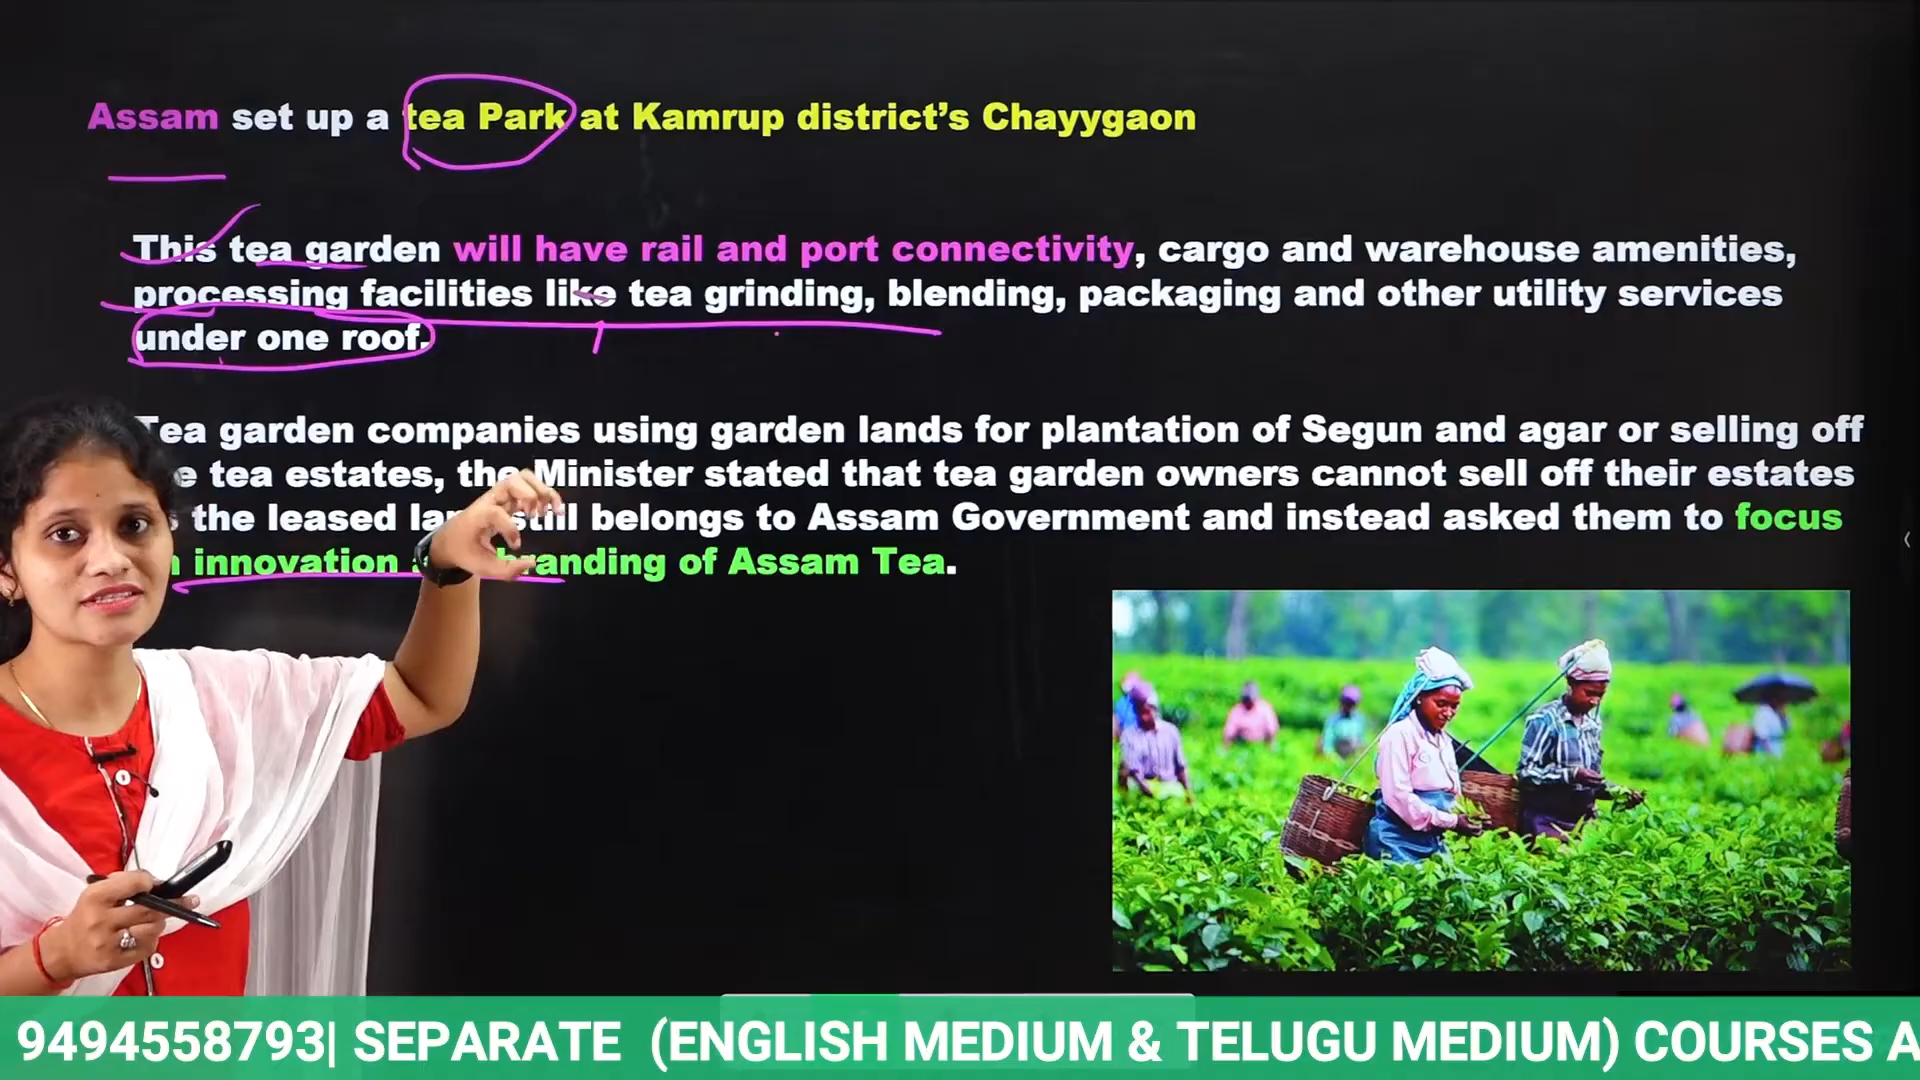 Assam set up a tea Park at Kamrup district's Chayygaon
This tea garden will have rail and port connectivity, cargo and warehouse amenities,
processing facilities like tea grinding, blending, packaging and other utility services
under one roof.
Tea garden companies using garden lands for plantation of Segun and agar or selling off
tea estates, the Minister stated that tea garden owners cannot sell off their estates
the leased still belongs to Assam Government and instead asked them to focus
innovation branding of Assam Tea.
9494558793| SEPARATE (ENGLISH MEDIUM & TELUGU MEDIUM) COURSES A